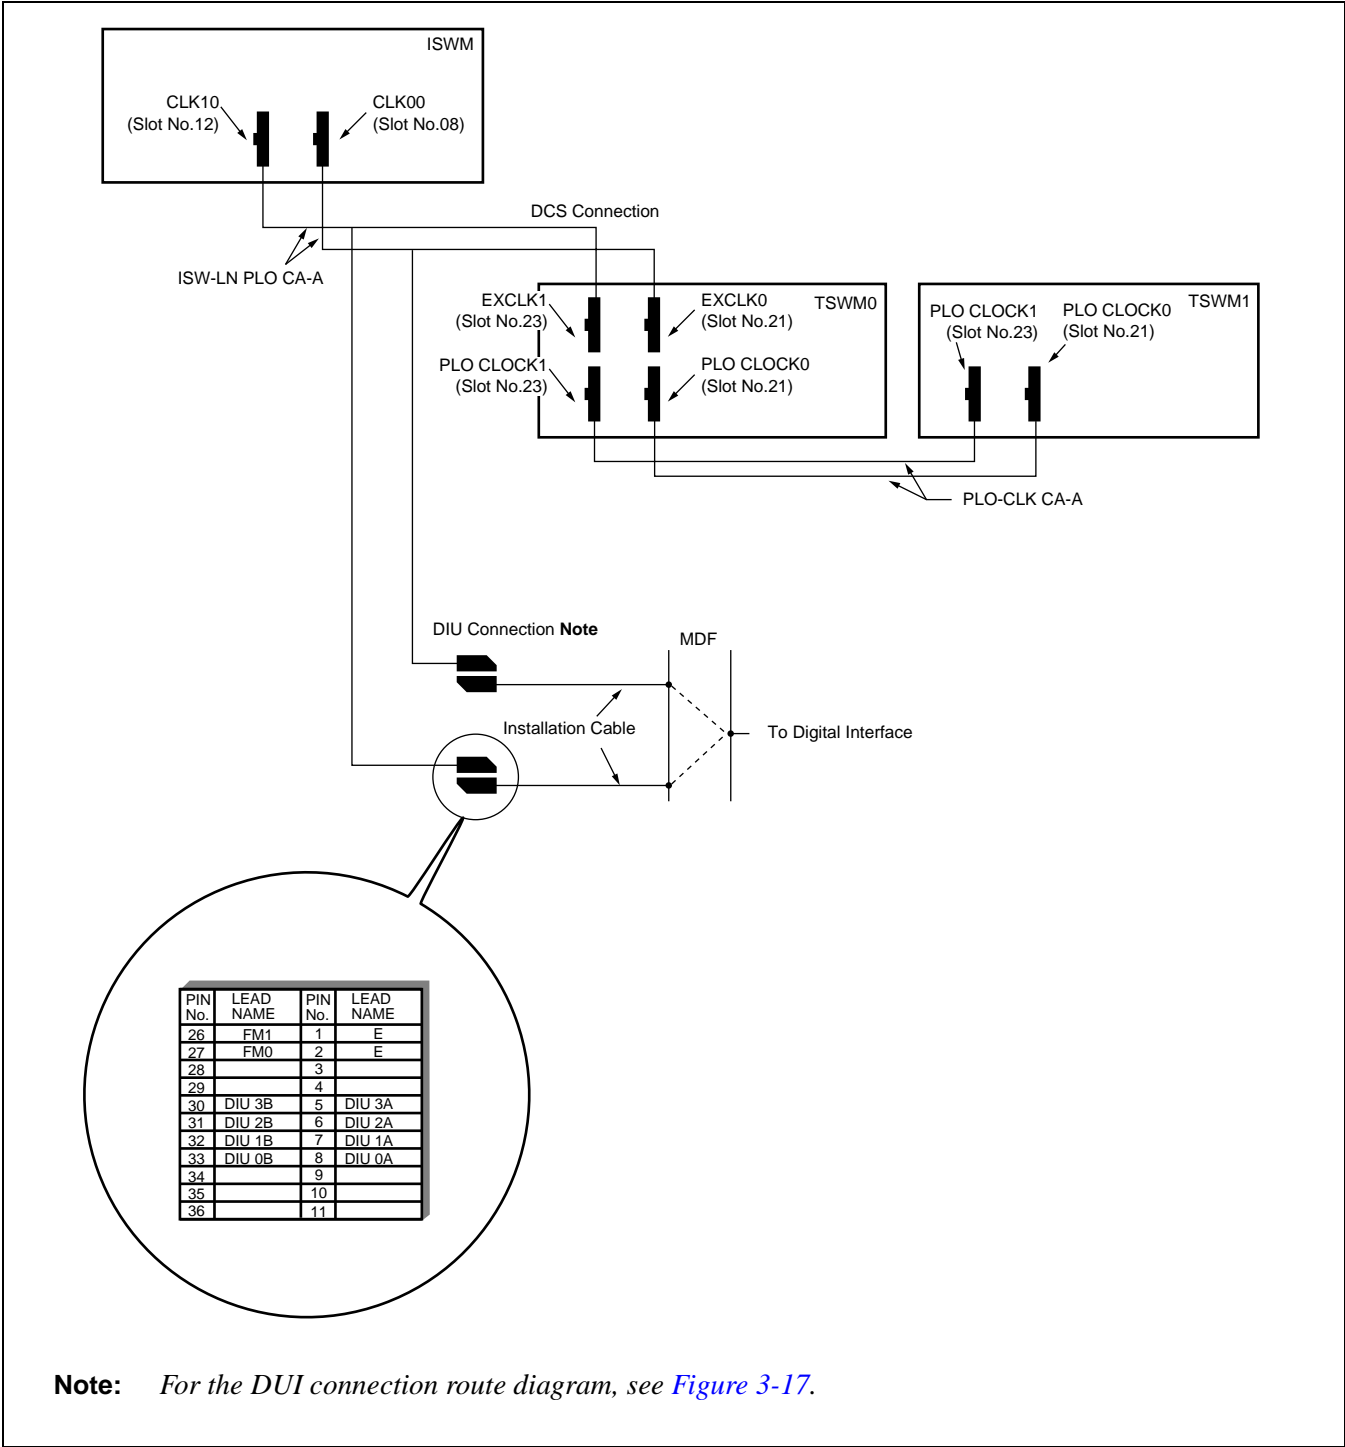 ISWM
CLK10
(Slot No.12)
CLK00
(Slot No.08)
DCS Connection
ISW-LN PLO CA-A
EXCLK1
(Slot No.23)
EXCLK0
(Slot No.21)
TSWM0
PLO CLOCK1
(Slot No.23)
PLO CLOCK0
(Slot No.21)
TSWM1
PLO CLOCK1
(Slot No.23)
PLO CLOCK0
(Slot No.21)
PLO-CLK CA-A
DIU Connection Note
MDF
Installation Cable
To Digital Interface
PIN No. LEAD NAME PIN No. LEAD NAME
26 FM1 1 E
27 FM0 2 E
28 3
29 4
30 DIU 3B 5 DIU 3A
31 DIU 2B 6 DIU 2A
32 DIU 1B 7 DIU 1A
33 DIU 0B 8 DIU 0A
34 9
35 10
36 11
Note: For the DUI connection route diagram, see Figure 3-17.